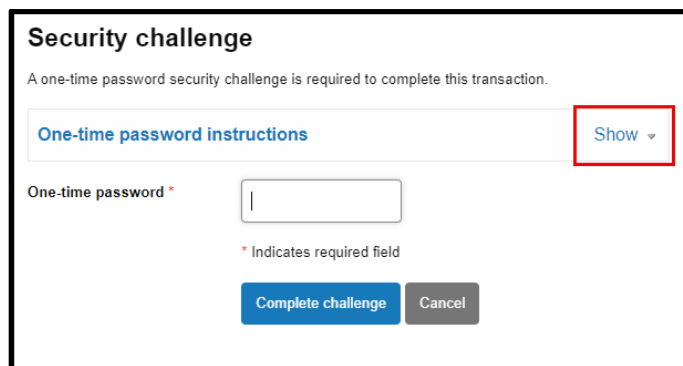 Security challenge
A one-time password security challenge is required to complete this transaction.
One-time password instructions Show
One-time password *
* Indicates required field
Complete challenge Cancel